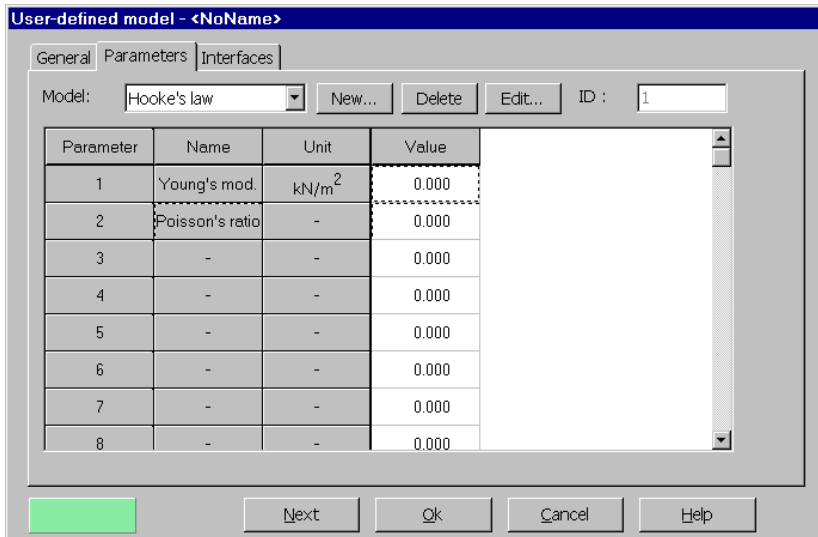 User-defined model - <NoName>
General Parameters Interfaces
Model: Hooke's law New... Delete Edit... ID : 1
Parameter Name Unit Value
1 Young's mod. kN/m² 0.000
2 Poisson's ratio - 0.000
3 - - 0.000
4 - - 0.000
5 - - 0.000
6 - - 0.000
7 - - 0.000
8 - - 0.000
Next Ok Cancel Help